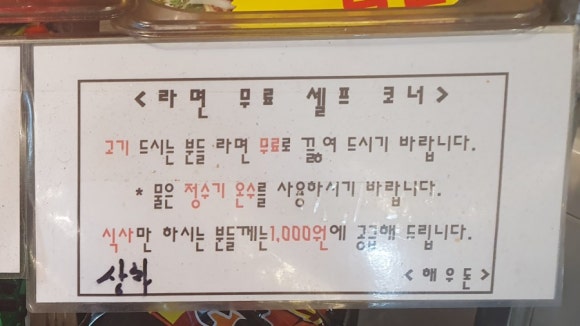 <라면 무료 셀프 코너>
고기 드시는 분들 라면 무료로 끓여 드시기 바랍니다.
* 물은 정수기 온수를 사용하시기 바랍니다.
식사만 하시는 분들께는1,000원에 공급해 드립니다.
<해우돈>